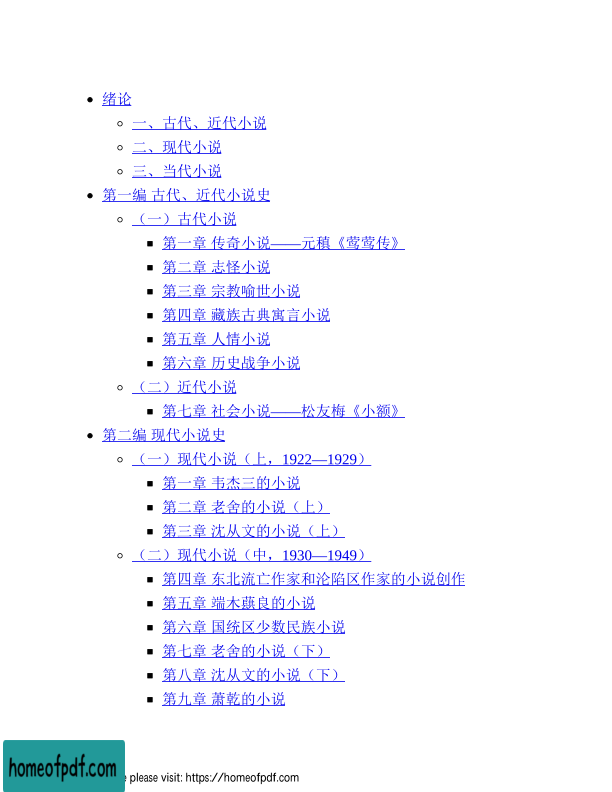 绪论
一、古代、近代小说
二、现代小说
三、当代小说
第一编 古代、近代小说史
（一）古代小说
第一章 传奇小说——元稹《莺莺传》
第二章 志怪小说
第三章 宗教喻世小说
第四章 藏族古典寓言小说
第五章 人情小说
第六章 历史战争小说
（二）近代小说
第七章 社会小说——松友梅《小额》
第二编 现代小说史
（一）现代小说（上，1922—1929）
第一章 韦杰三的小说
第二章 老舍的小说（上）
第三章 沈从文的小说（上）
（二）现代小说（中，1930—1949）
第四章 东北流亡作家和沦陷区作家的小说创作
第五章 端木蕻良的小说
第六章 国统区少数民族小说
第七章 老舍的小说（下）
第八章 沈从文的小说（下）
第九章 萧乾的小说
homeofpdf.com
please visit: https://homeofpdf.com